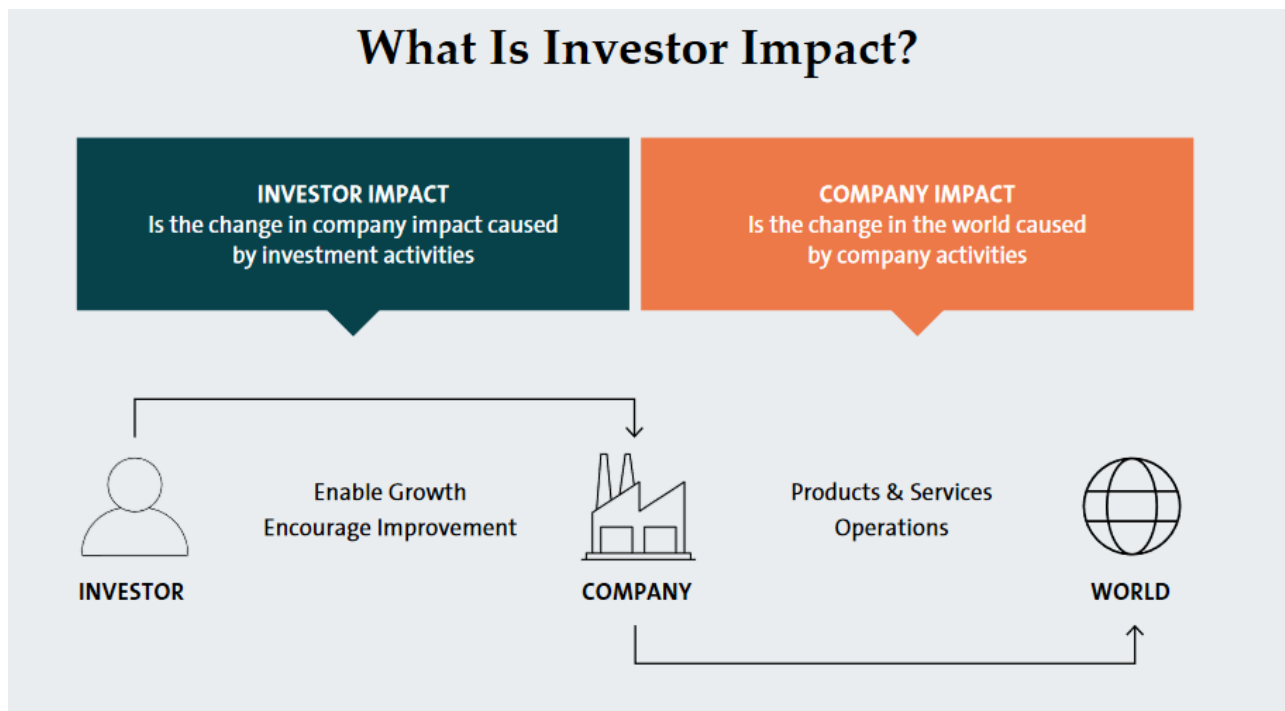 What Is Investor Impact?
INVESTOR IMPACT
Is the change in company impact caused
by investment activities
COMPANY IMPACT
Is the change in the world caused
by company activities
Enable Growth
Encourage Improvement
Products & Services
Operations
INVESTOR
COMPANY
WORLD